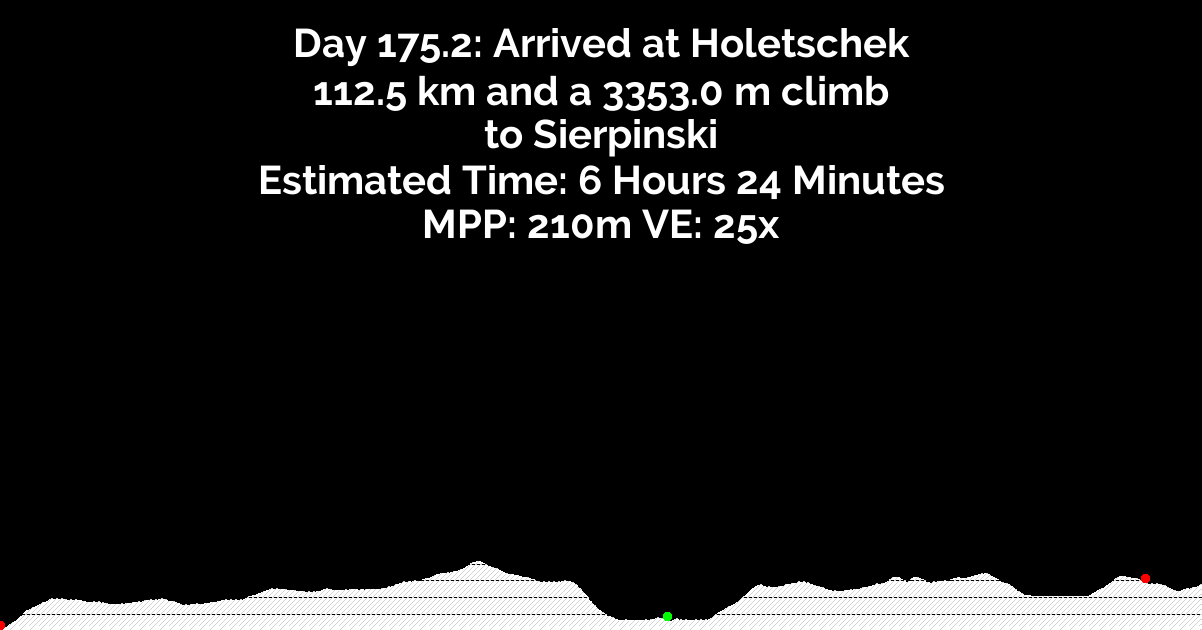 Day 175.2: Arrived at Holetschek
112.5 km and a 3353.0 m climb
to Sierpinski
Estimated Time: 6 Hours 24 Minutes
MPP: 210m VE: 25x